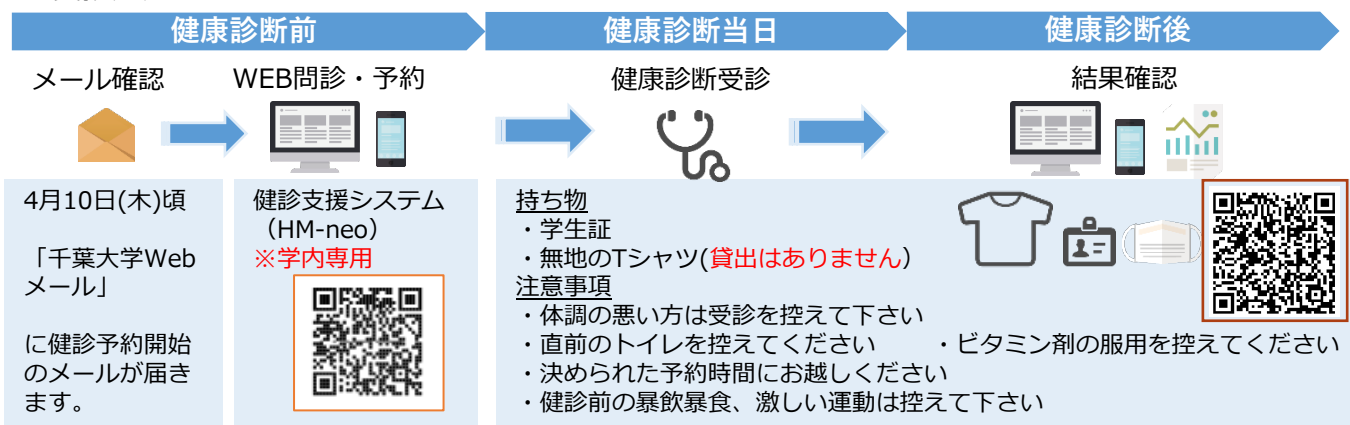 健康診断前
健康診断当日
健康診断後
メール確認
WEB問診・予約
健康診断受診
結果確認
4月10日(木)頃
「千葉大学Web
メール」
に健診予約開始
のメールが届き
ます。
健診支援システム
（HM-neo）
※学内専用
持ち物
・学生証
・無地のTシャツ(貸出はありません)
注意事項
・体調の悪い方は受診を控えて下さい
・直前のトイレを控えてください　・ビタミン剤の服用を控えてください
・決められた予約時間にお越しください
・健診前の暴飲暴食、激しい運動は控えて下さい